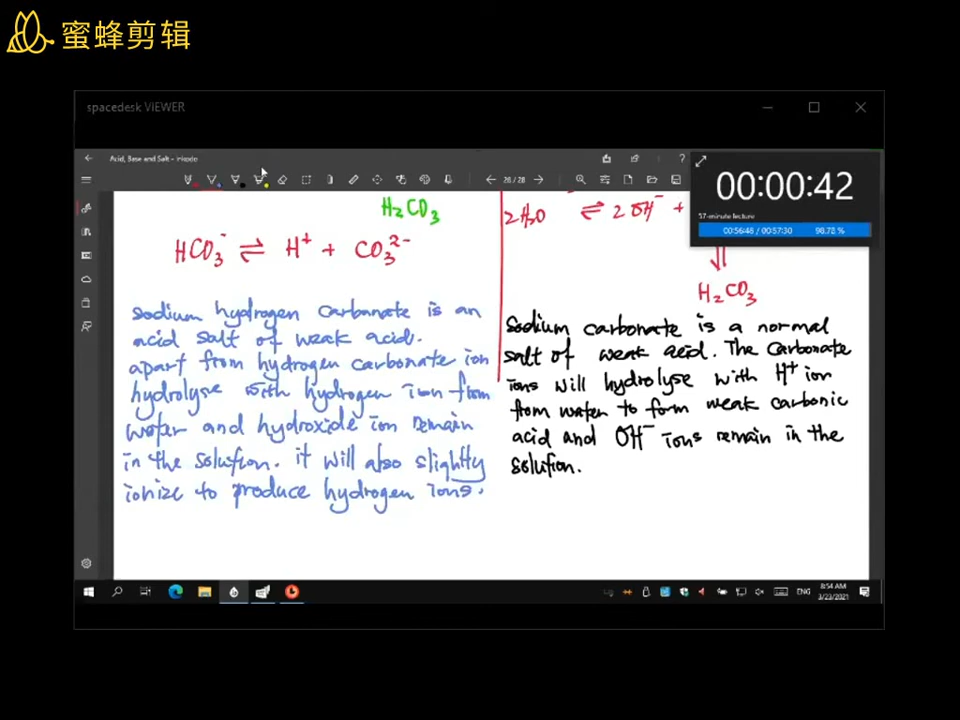 蜜蜂剪辑
spacedesk VIEWER
Acid, Base and Salt - Inkode
28 / 28
00:00:42
57-minute lecture
00:56:48 / 00:57:30 98.72 %
H₂CO₃
HCO₃⁻ ⇌ H⁺ + CO₃²⁻
sodium hydrogen carbonate is an
acid salt of weak acid.
apart from hydrogen carbonate ion
hydrolyse with hydrogen ion from
water and hydroxide ion remain
in the solution. it will also slightly
ionize to produce hydrogen ions.
2H₂O ⇌ 2OH⁻ +
H₂CO₃
Sodium carbonate is a normal
salt of weak acid. The Carbonate
ions will hydrolyse with H⁺ ion
from water to form weak carbonic
acid and OH⁻ ions remain in the
solution.
ENG
8:54 AM
3/23/2021